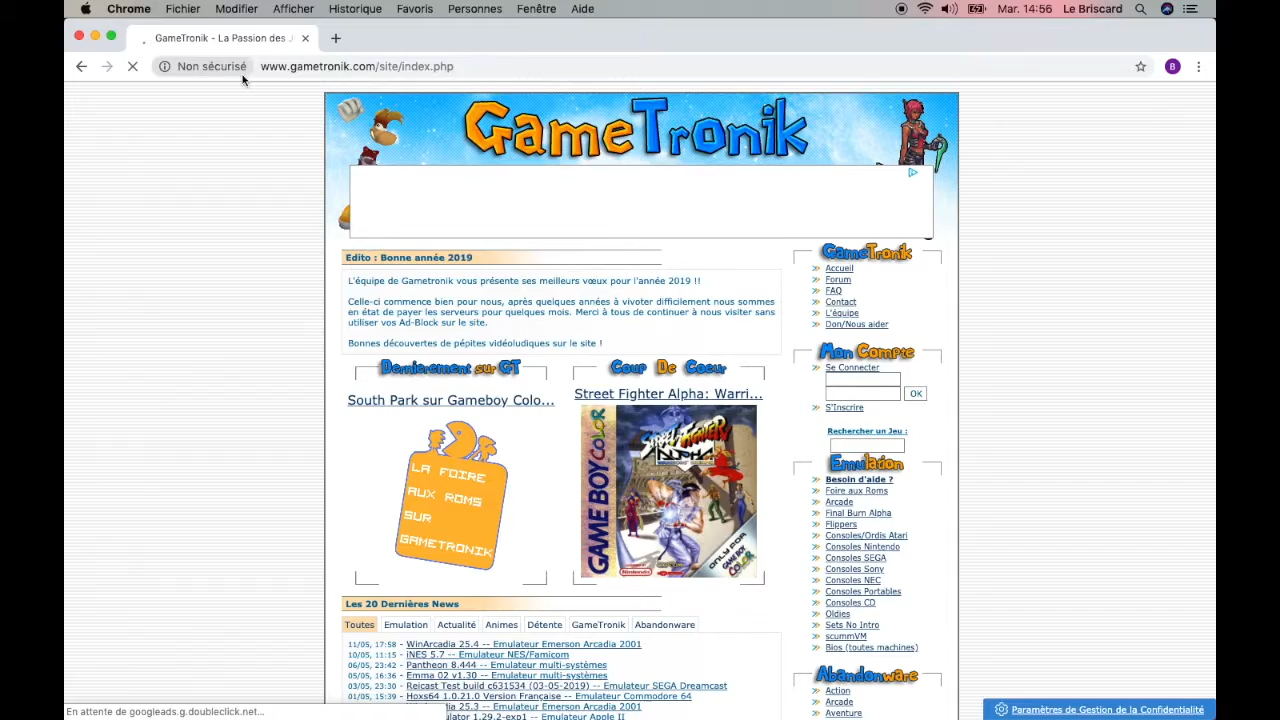 Chrome Fichier Modifier Afficher Historique Favoris Personnes Fenêtre Aide Mar. 14:56 Le Briscard
GameTronik - La Passion des
Non sécurisé www.gametronik.com/site/index.php B
GameTronik
Edito : Bonne année 2019
L'équipe de Gametronik vous présente ses meilleurs vœux pour l'année 2019 !!
Celle-ci commence bien pour nous, après quelques années à vivoter difficilement nous sommes
en état de payer les serveurs pour quelques mois. Merci à tous de continuer à nous visiter sans
utiliser vos Ad-Block sur le site.
Bonnes découvertes de pépites vidéoludiques sur le site !
Dernierement sur GT
South Park sur Gameboy Colo...
LA FOIRE
AUX ROMS
SUR
GAMETRONIK
Coup De Coeur
Street Fighter Alpha: Warri...
GAME BOY COLOR
STREET FIGHTER
ALPHA
ONLY FOR
GAME BOY
COLOR
Nintendo
Les 20 Dernières News
Toutes Emulation Actualité Animes Détente GameTronik Abandonware
11/05, 17:58 - WinArcadia 25.4 -- Emulateur Emerson Arcadia 2001
10/05, 11:15 - iNES 5.7 -- Emulateur NES/Famicom
06/05, 23:42 - Pantheon 8.444 -- Emulateur multi-systèmes
05/05, 16:36 - Emma 02 v1.30 -- Emulateur multi-systèmes
03/05, 23:30 - Reicast Test build c631534 (03-05-2019) -- Emulateur SEGA Dreamcast
01/05, 15:39 - Hoxs64 1.0.21.0 Version Française -- Emulateur Commodore 64
25.3 -- Emulateur Emerson Arcadia 2001
1.29.2-exp1 -- Emulateur Apple II
GameTronik
Accueil
Forum
FAQ
Contact
L'équipe
Don/Nous aider
Mon Compte
Se Connecter
OK
S'Inscrire
Rechercher un Jeu :
Emulation
Besoin d'aide ?
Foire aux Roms
Arcade
Final Burn Alpha
Flippers
Consoles/Ordis Atari
Consoles Nintendo
Consoles SEGA
Consoles Sony
Consoles NEC
Consoles Portables
Consoles CD
Oldies
Sets No Intro
scummVM
Bios (toutes machines)
Abandonware
Action
Arcade
Aventure
En attente de googleads.g.doubleclick.net...
Paramètres de Gestion de la Confidentialité